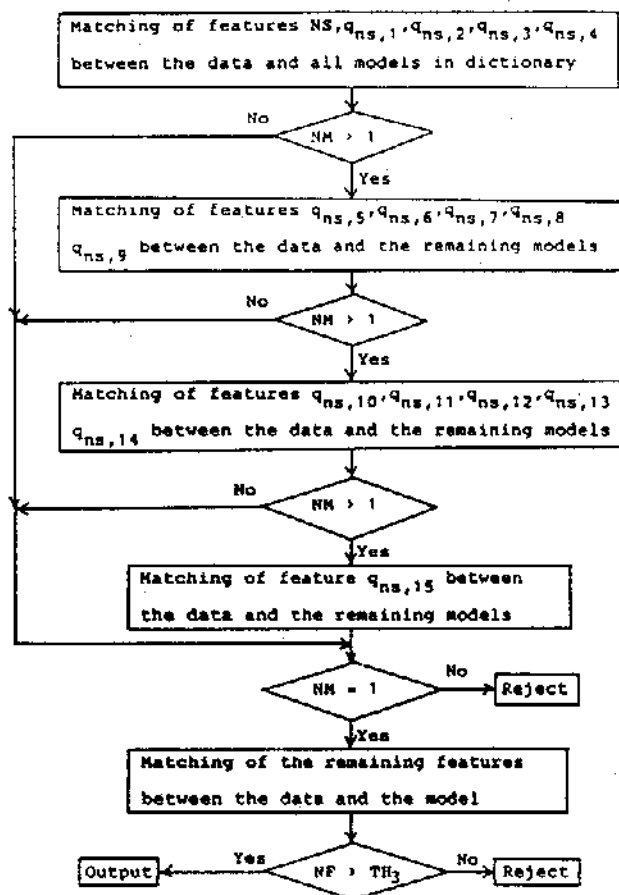 Matching of features NS,q_ns,1,q_ns,2,q_ns,3,q_ns,4
between the data and all models in dictionary
No
NM > 1
Yes
Matching of features q_ns,5,q_ns,6,q_ns,7,q_ns,8
q_ns,9 between the data and the remaining models
No
NM > 1
Yes
Matching of features q_ns,10,q_ns,11,q_ns,12,q_ns,13
q_ns,14 between the data and the remaining models
No
NM > 1
Yes
Matching of feature q_ns,15 between
the data and the remaining models
NM = 1
No
Reject
Yes
Matching of the remaining features
between the data and the model
Output
Yes
NF > TH_3
No
Reject